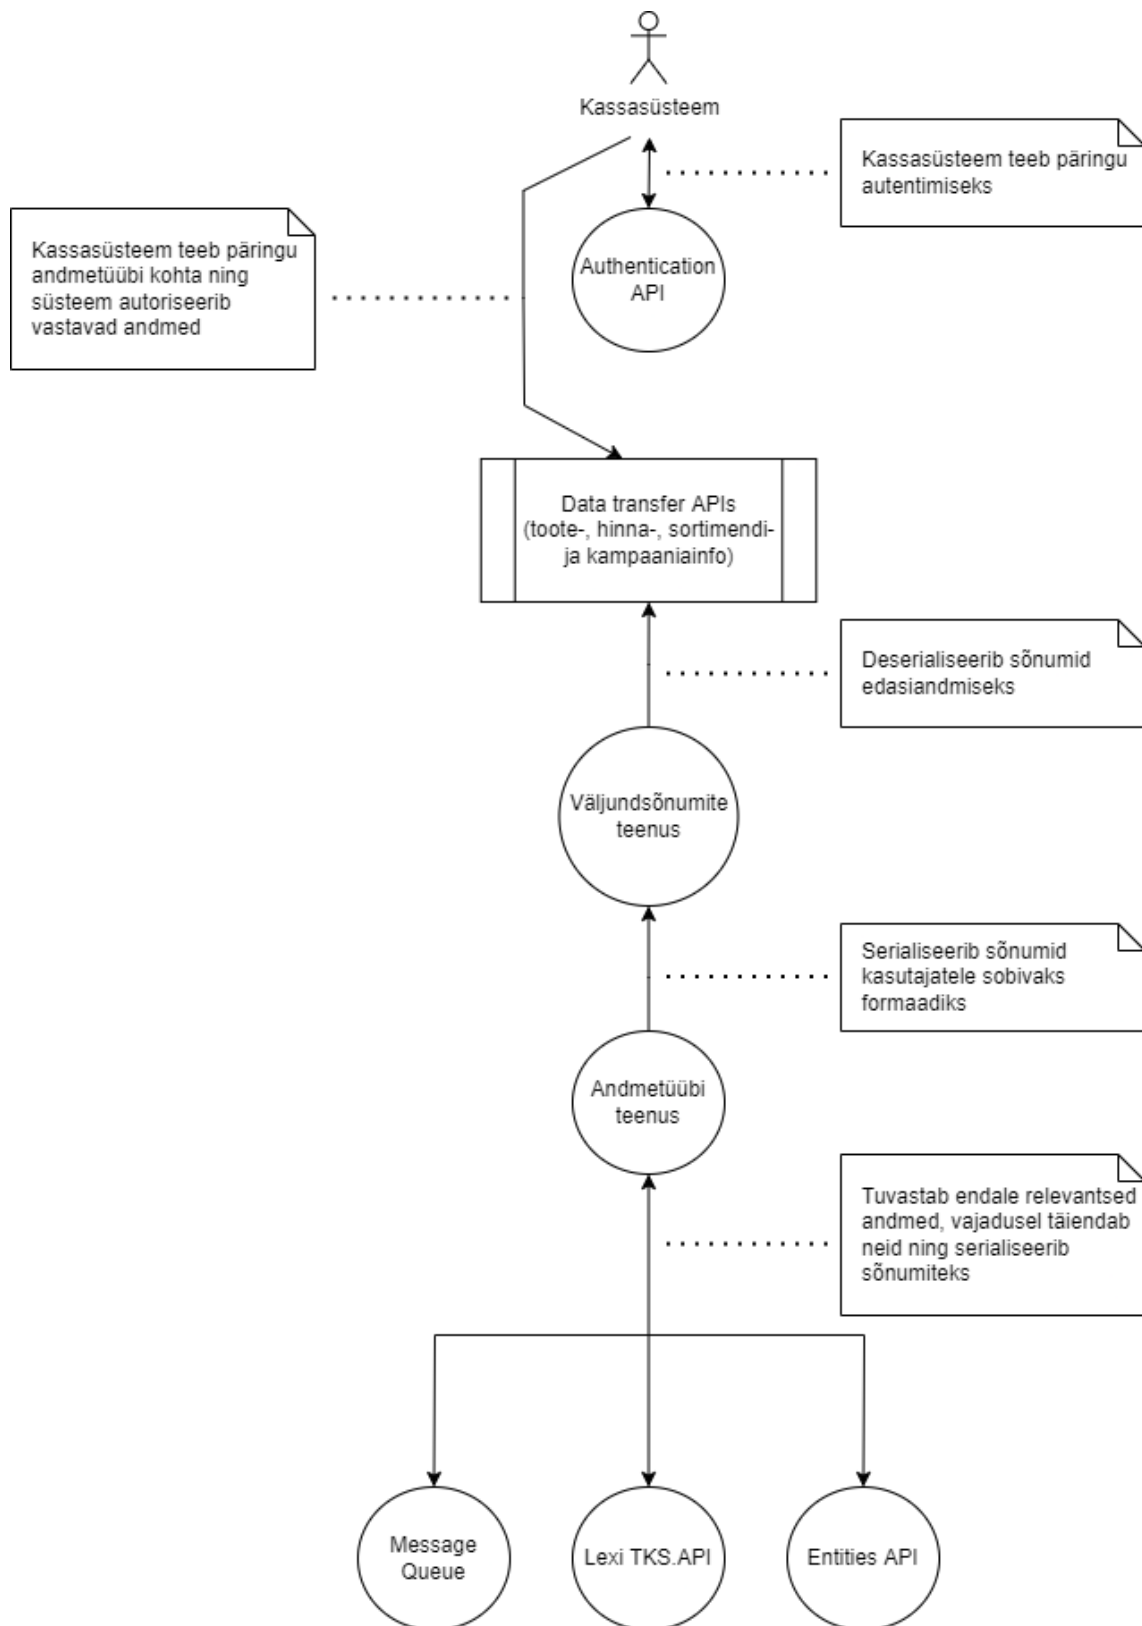 Kassasüsteem
Kassasüsteem teeb päringu
autentimiseks
Kassasüsteem teeb päringu
andmetüübi kohta ning
süsteem autoriseerib
vastavad andmed
Authentication
API
Data transfer APIs
(toote-, hinna-, sortimendi-
ja kampaaniainfo)
Deserialiseerib sõnumid
edasiandmiseks
Väljundsõnumite
teenus
Serialiseerib sõnumid
kasutajatele sobivaks
formaadiks
Andmetüübi
teenus
Tuvastab endale relevantsed
andmed, vajadusel täiendab
neid ning serialiseerib
sõnumiteks
Message
Queue
Lexi TKS.API
Entities API